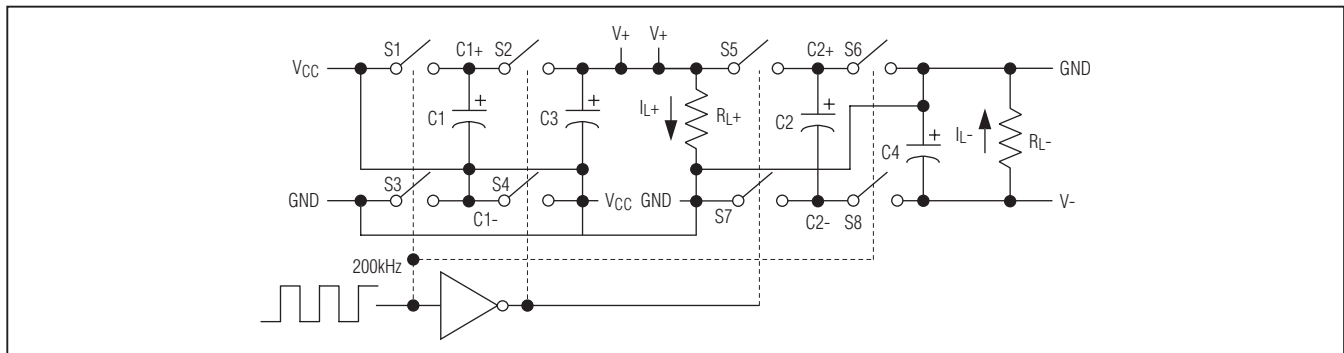 V+ V+
S1 C1+ S2 S5 C2+ S6
VCC GND
IL+ RL+
C1 C3 C2 C4 IL- RL-
S3 S4
GND VCC GND V-
C1- S7 C2- S8
200kHz